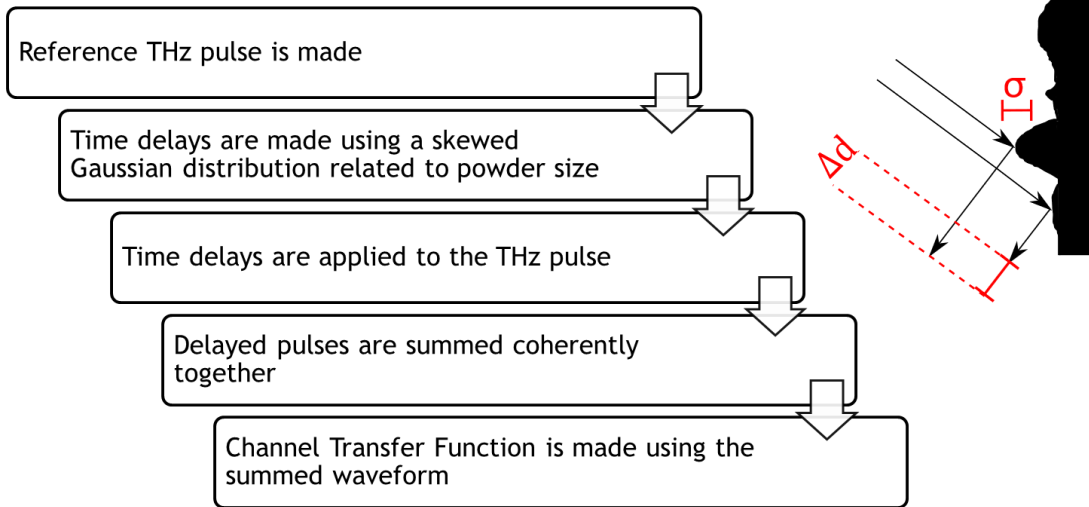 Reference THz pulse is made
Time delays are made using a skewed
Gaussian distribution related to powder size
Time delays are applied to the THz pulse
Delayed pulses are summed coherently
together
Channel Transfer Function is made using the
summed waveform
σ
Δd